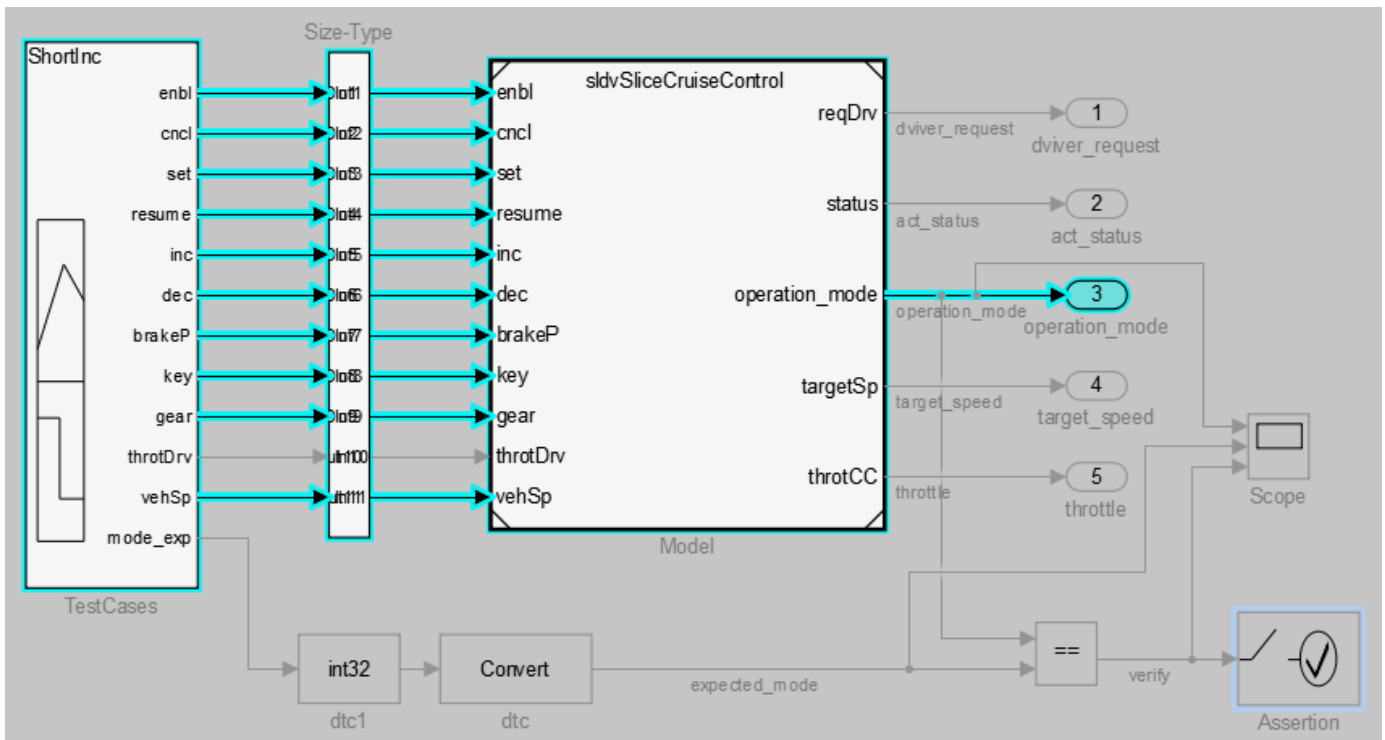 Size-Type
ShortInc
sldvSliceCruiseControl
enbl
enbl
reqDrv
1
dviver_request
dviver_request
cncl
cncl
set
set
status
2
act_status
act_status
resume
resume
inc
inc
dec
dec
operation_mode
3
operation_mode
operation_mode
brakeP
brakeP
key
key
targetSp
4
target_speed
target_speed
gear
gear
throtDrv
throtDrv
throtCC
5
throttle
throttle
vehSp
vehSp
Scope
mode_exp
Model
TestCases
int32
Convert
==
expected_mode
verify
dtc1
dtc
Assertion